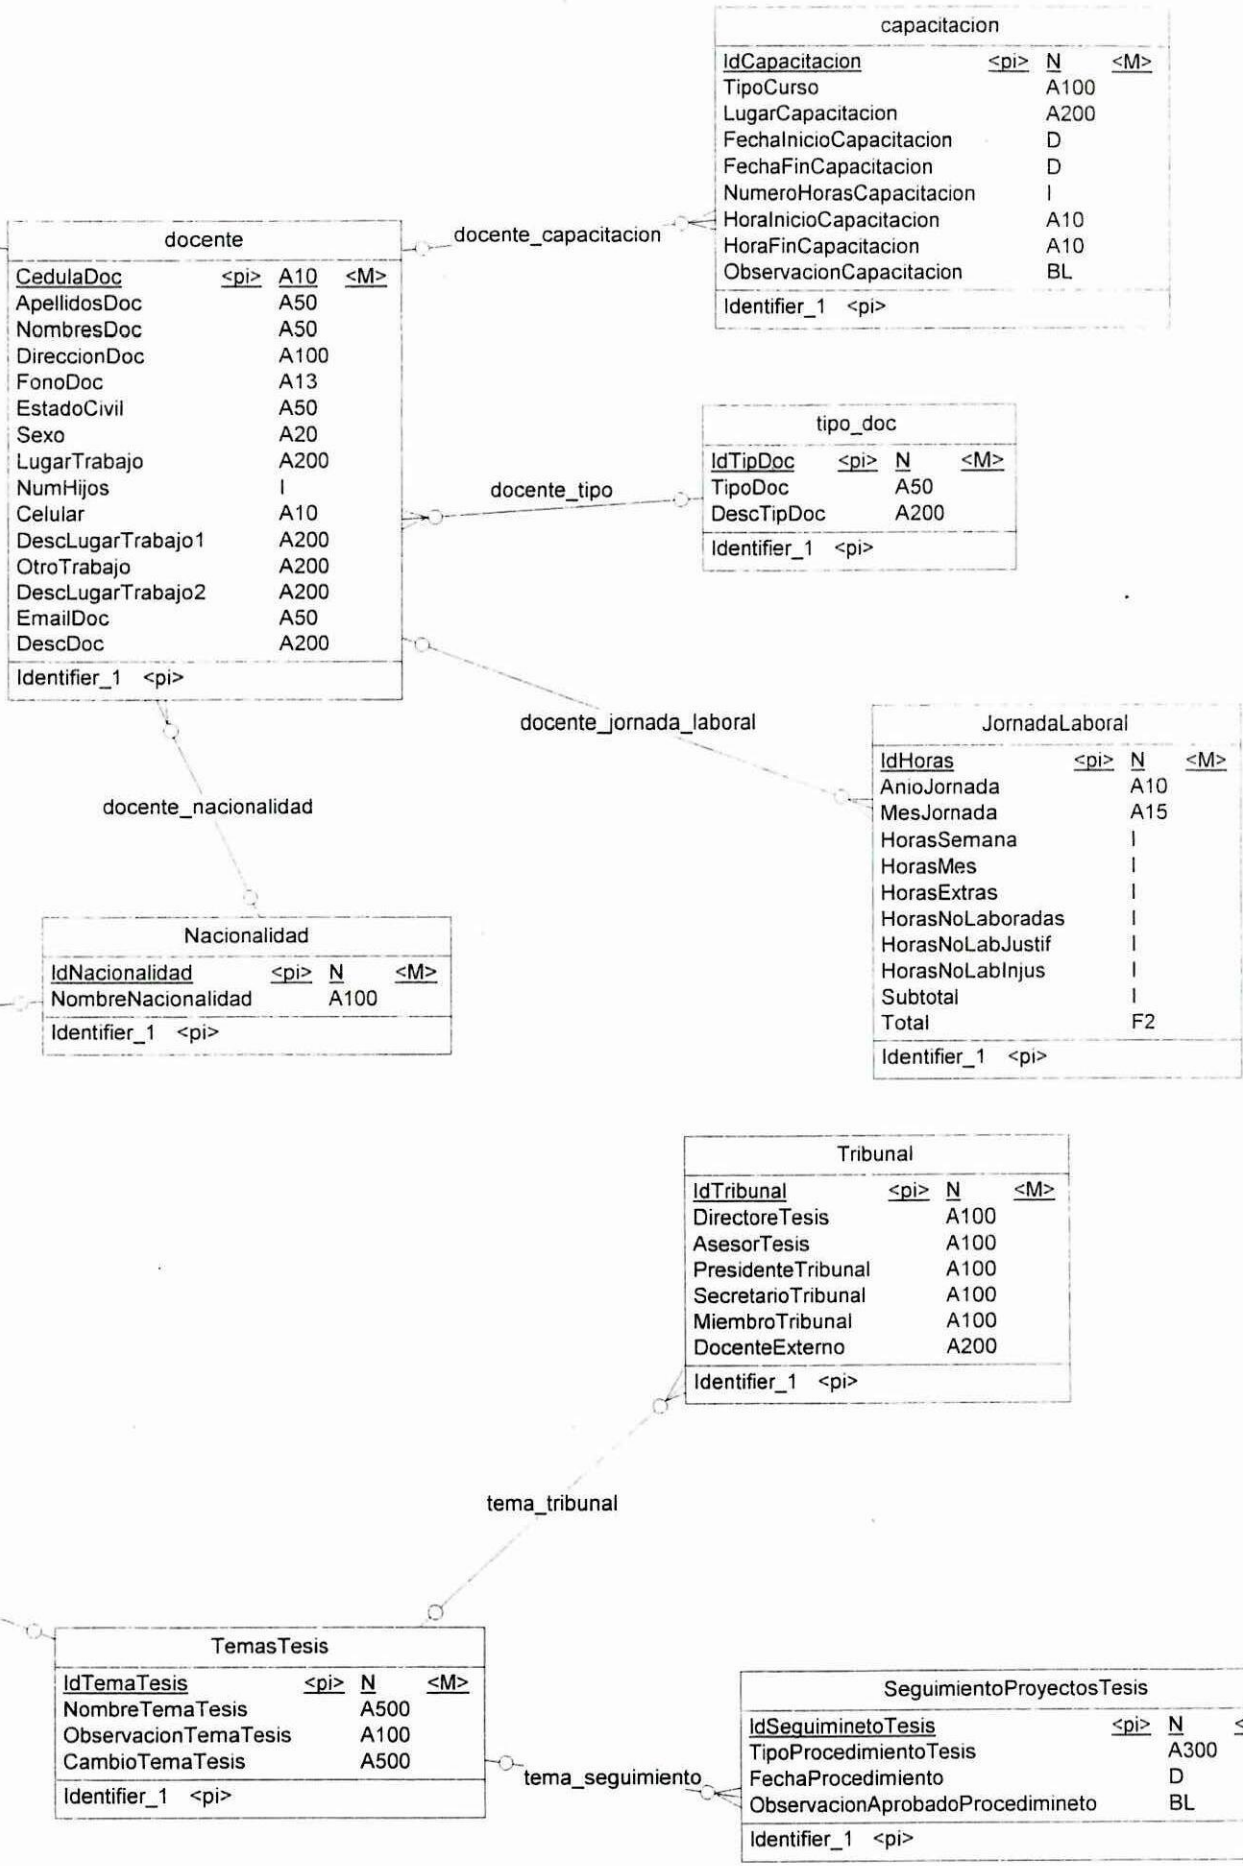 capacitacion
IdCapacitacion <pi> N <M>
TipoCurso A100
LugarCapacitacion A200
FechaInicioCapacitacion D
FechaFinCapacitacion D
NumeroHorasCapacitacion I
HoraInicioCapacitacion A10
HoraFinCapacitacion A10
ObservacionCapacitacion BL
Identifier_1 <pi>
docente_capacitacion
docente
CedulaDoc <pi> A10 <M>
ApellidosDoc A50
NombresDoc A50
DireccionDoc A100
FonoDoc A13
EstadoCivil A50
Sexo A20
LugarTrabajo A200
NumHijos I
Celular A10
DescLugarTrabajo1 A200
OtroTrabajo A200
DescLugarTrabajo2 A200
EmailDoc A50
DescDoc A200
Identifier_1 <pi>
docente_tipo
tipo_doc
IdTipDoc <pi> N <M>
TipoDoc A50
DescTipDoc A200
Identifier_1 <pi>
docente_jornada_laboral
JornadaLaboral
IdHoras <pi> N <M>
AnioJornada A10
MesJornada A15
HorasSemana I
HorasMes I
HorasExtras I
HorasNoLaboradas I
HorasNoLabJustif I
HorasNoLabInjus I
Subtotal I
Total F2
Identifier_1 <pi>
docente_nacionalidad
Nacionalidad
IdNacionalidad <pi> N <M>
NombreNacionalidad A100
Identifier_1 <pi>
Tribunal
IdTribunal <pi> N <M>
DirectoreTesis A100
AsesorTesis A100
PresidenteTribunal A100
SecretarioTribunal A100
MiembroTribunal A100
DocenteExterno A200
Identifier_1 <pi>
tema_tribunal
TemasTesis
IdTemaTesis <pi> N <M>
NombreTemaTesis A500
ObservacionTemaTesis A100
CambioTemaTesis A500
Identifier_1 <pi>
tema_seguimiento
SeguimientoProyectosTesis
IdSeguiminetoTesis <pi> N <
TipoProcedimientoTesis A300
FechaProcedimiento D
ObservacionAprobadoProcedimineto BL
Identifier_1 <pi>